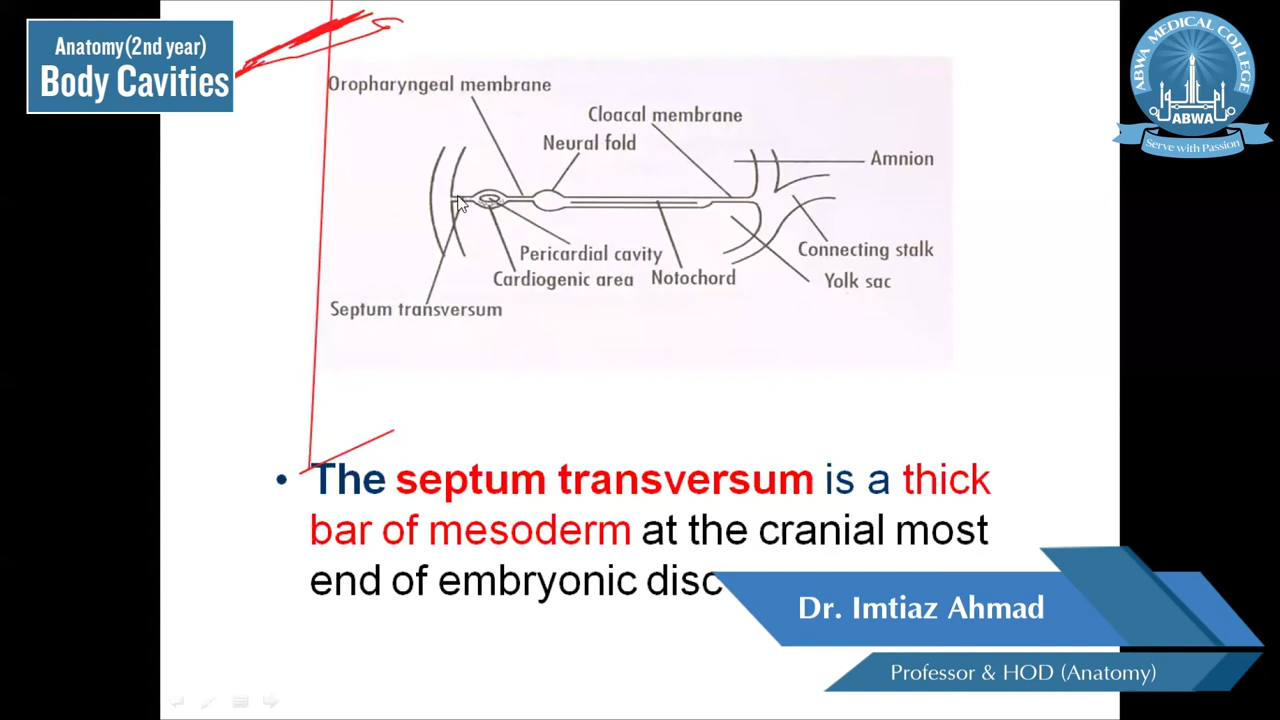 Anatomy(2nd year)
Body Cavities
ABWA MEDICAL COLLEGE
ABWA
Serve with Passion
Oropharyngeal membrane
Cloacal membrane
Neural fold
Amnion
Pericardial cavity
Connecting stalk
Cardiogenic area
Notochord
Yolk sac
Septum transversum
• The septum transversum is a thick
bar of mesoderm at the cranial most
end of embryonic disc
Dr. Imtiaz Ahmad
Professor & HOD (Anatomy)